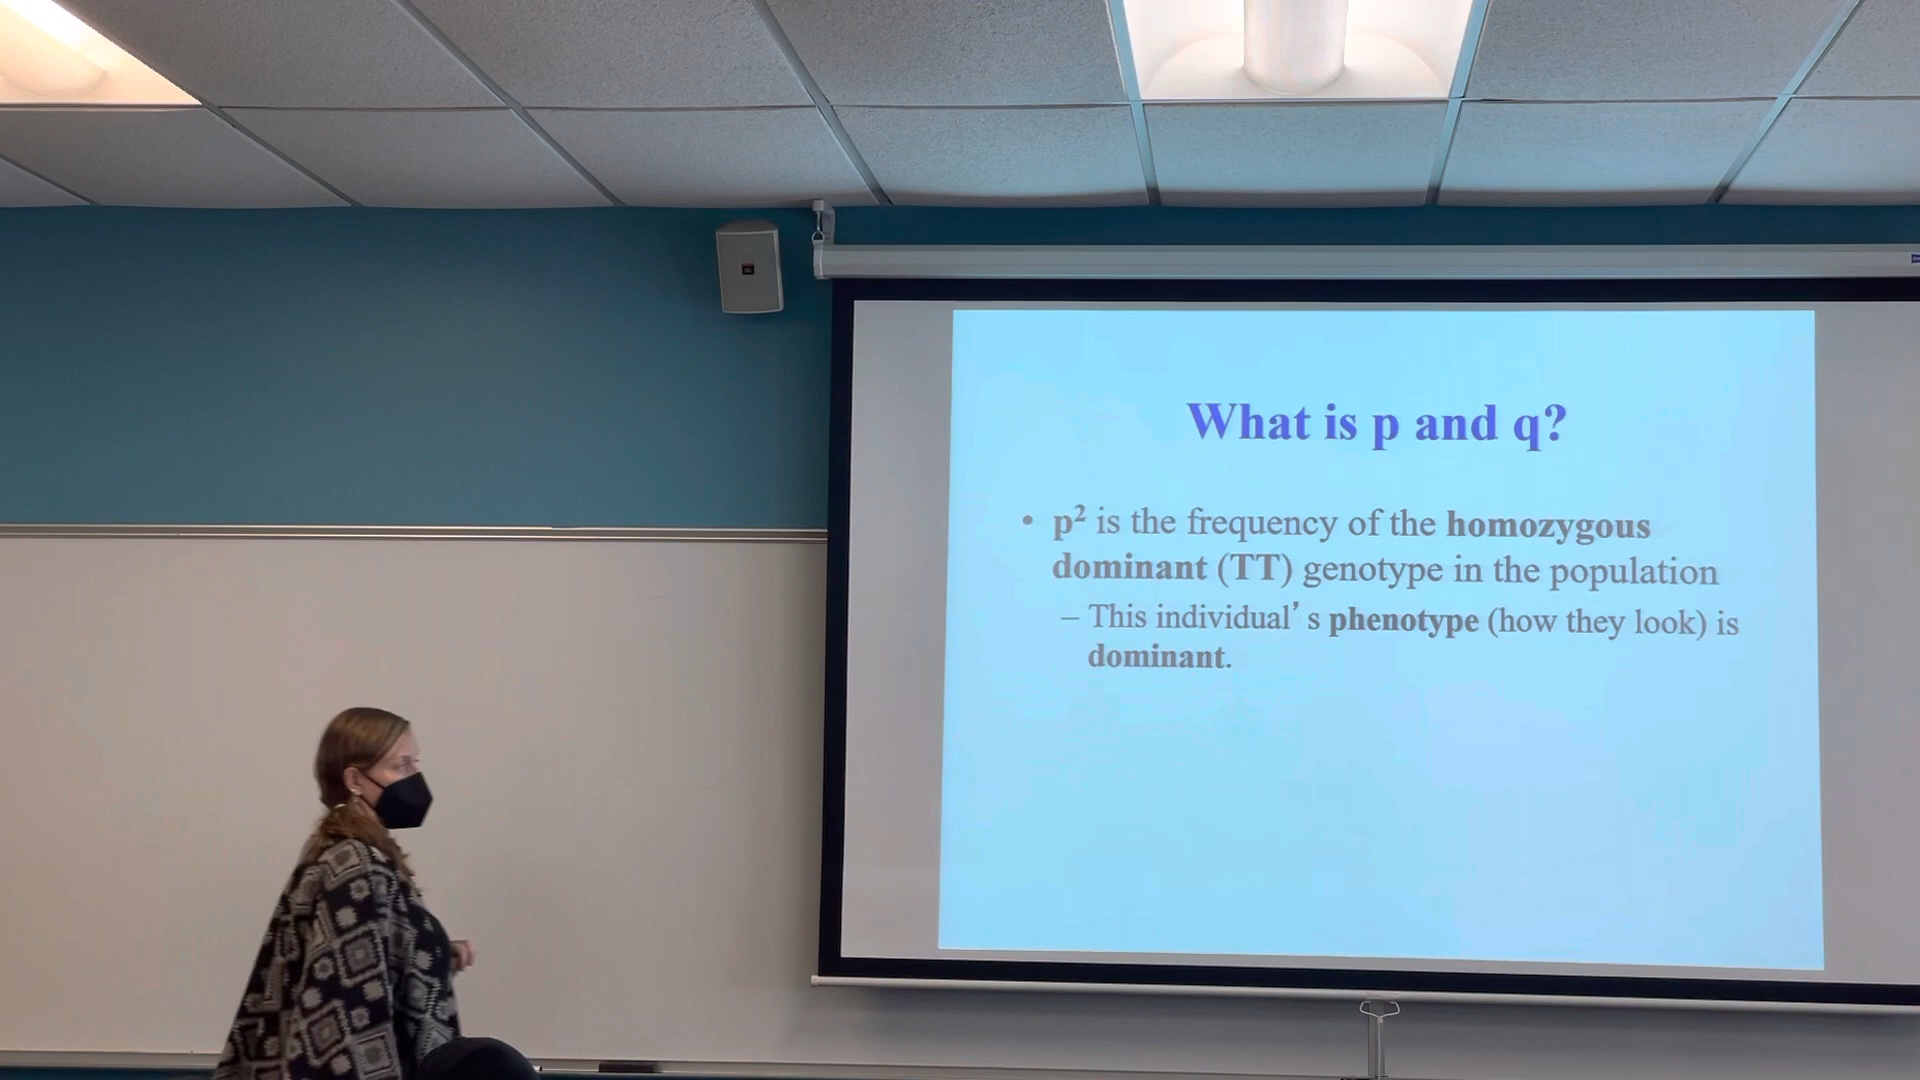 What is p and q?
• p² is the frequency of the homozygous
dominant (TT) genotype in the population
– This individual’s phenotype (how they look) is
dominant.